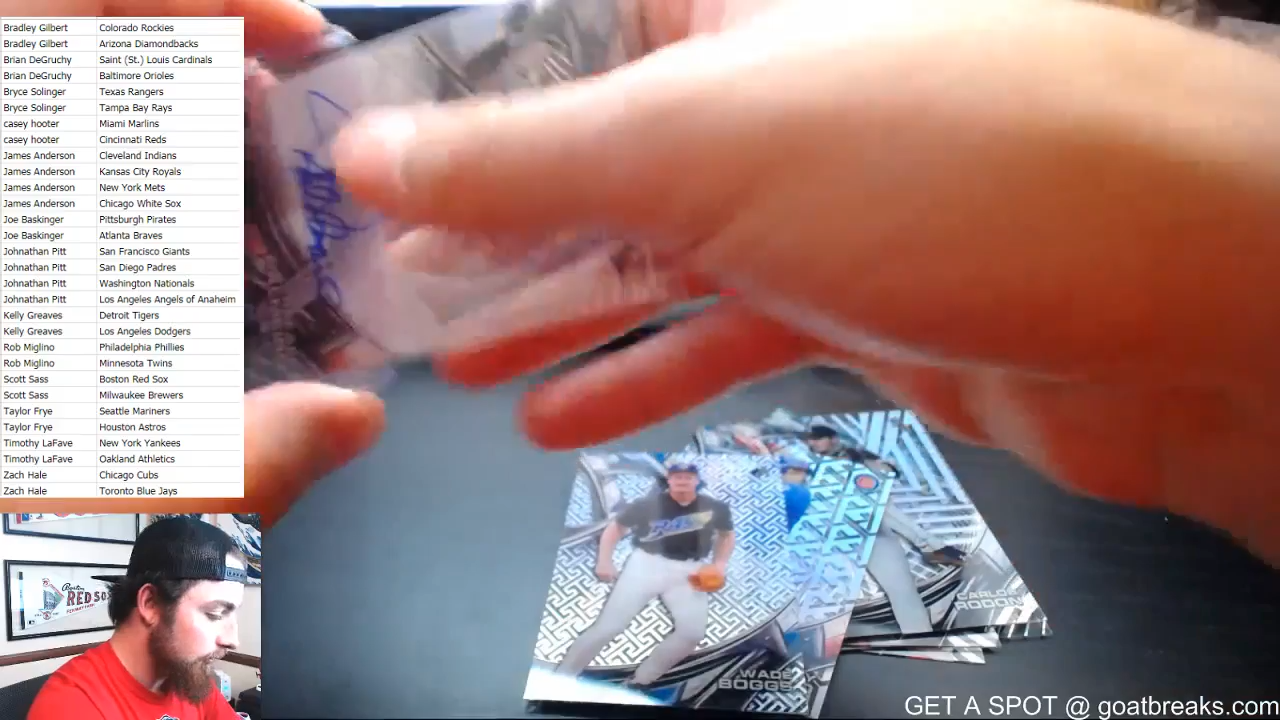 Bradley Gilbert Colorado Rockies
Bradley Gilbert Arizona Diamondbacks
Brian DeGruchy Saint (St.) Louis Cardinals
Brian DeGruchy Baltimore Orioles
Bryce Solinger Texas Rangers
Bryce Solinger Tampa Bay Rays
casey hooter Miami Marlins
casey hooter Cincinnati Reds
James Anderson Cleveland Indians
James Anderson Kansas City Royals
James Anderson New York Mets
James Anderson Chicago White Sox
Joe Baskinger Pittsburgh Pirates
Joe Baskinger Atlanta Braves
Johnathan Pitt San Francisco Giants
Johnathan Pitt San Diego Padres
Johnathan Pitt Washington Nationals
Johnathan Pitt Los Angeles Angels of Anaheim
Kelly Greaves Detroit Tigers
Kelly Greaves Los Angeles Dodgers
Rob Miglino Philadelphia Phillies
Rob Miglino Minnesota Twins
Scott Sass Boston Red Sox
Scott Sass Milwaukee Brewers
Taylor Frye Seattle Mariners
Taylor Frye Houston Astros
Timothy LaFave New York Yankees
Timothy LaFave Oakland Athletics
Zach Hale Chicago Cubs
Zach Hale Toronto Blue Jays
RED SOX
CARLOS
RODON
WADE
BOGGS
GET A SPOT @ goatbreaks.com